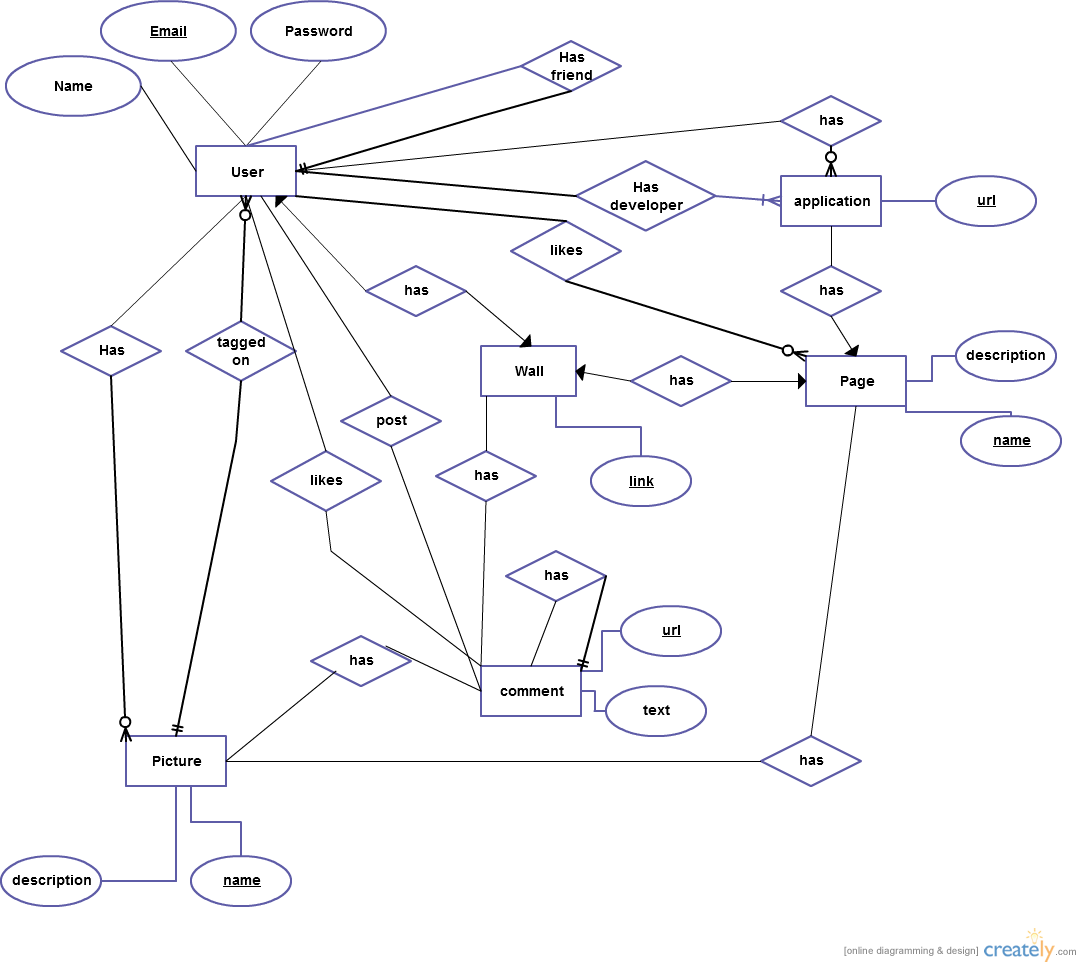 Email
Password
Name
Has
friend
has
User
Has
developer
application
url
likes
has
has
description
Has
tagged
on
Wall
has
Page
post
name
likes
has
link
has
url
has
comment
text
Picture
has
description
name
[online diagramming & design] creately.com